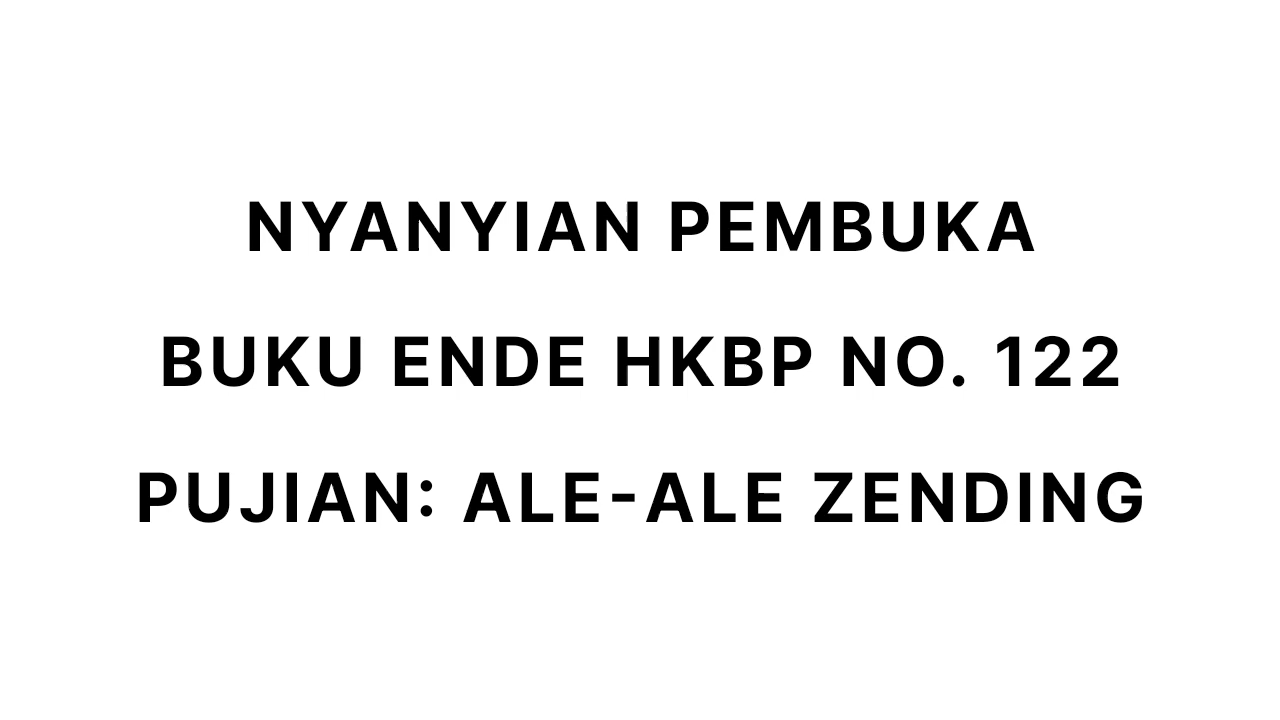 NYANYIAN PEMBUKA
BUKU ENDE HKBP NO. 122
PUJIAN: ALE-ALE ZENDING